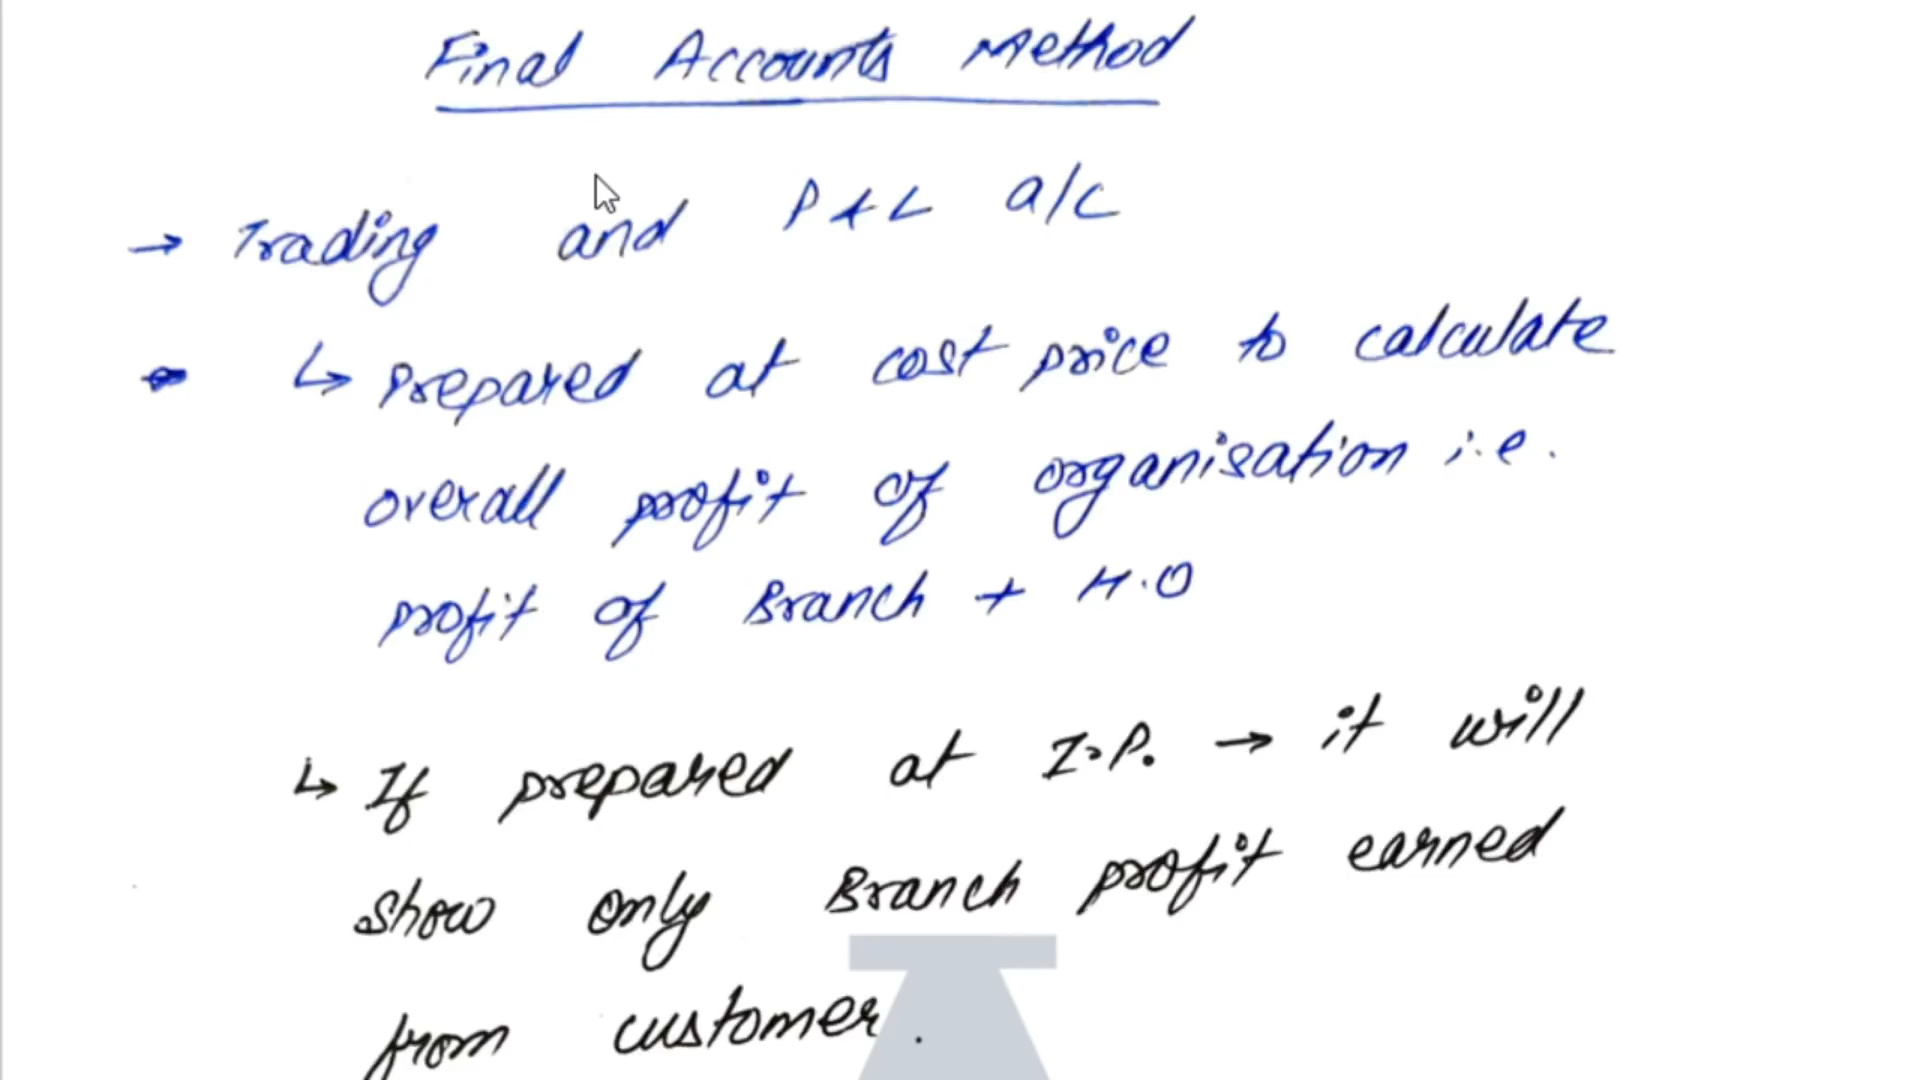 Final Accounts Method
→ Trading and P&L a/c
↳ Prepared at cost price to calculate
overall profit of organisation i.e.
profit of Branch + H.O
↳ If prepared at I.P. → it will
show only Branch profit earned
from customer.